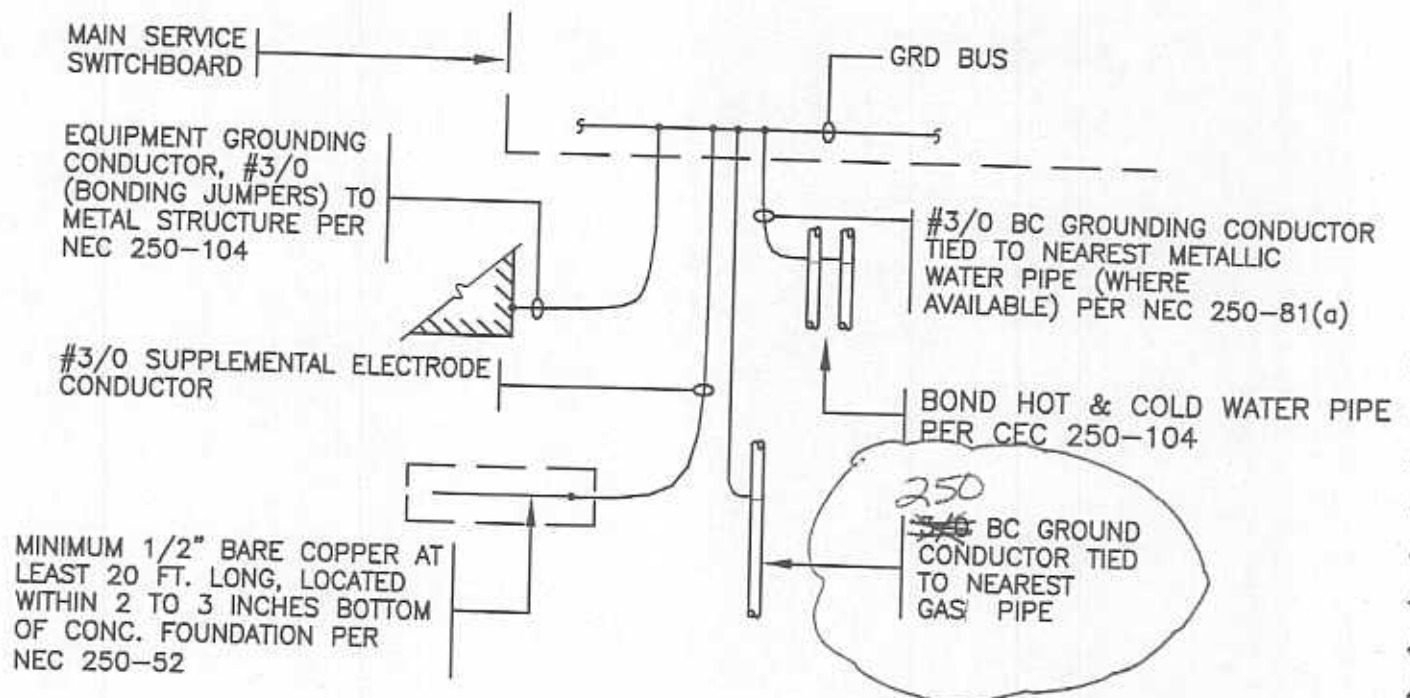 MAIN SERVICE
SWITCHBOARD
GRD BUS
EQUIPMENT GROUNDING
CONDUCTOR, #3/0
(BONDING JUMPERS) TO
METAL STRUCTURE PER
NEC 250-104
#3/0 BC GROUNDING CONDUCTOR
TIED TO NEAREST METALLIC
WATER PIPE (WHERE
AVAILABLE) PER NEC 250-81(a)
#3/0 SUPPLEMENTAL ELECTRODE
CONDUCTOR
BOND HOT & COLD WATER PIPE
PER CEC 250-104
250
3/0 BC GROUND
CONDUCTOR TIED
TO NEAREST
GAS PIPE
MINIMUM 1/2" BARE COPPER AT
LEAST 20 FT. LONG, LOCATED
WITHIN 2 TO 3 INCHES BOTTOM
OF CONC. FOUNDATION PER
NEC 250-52